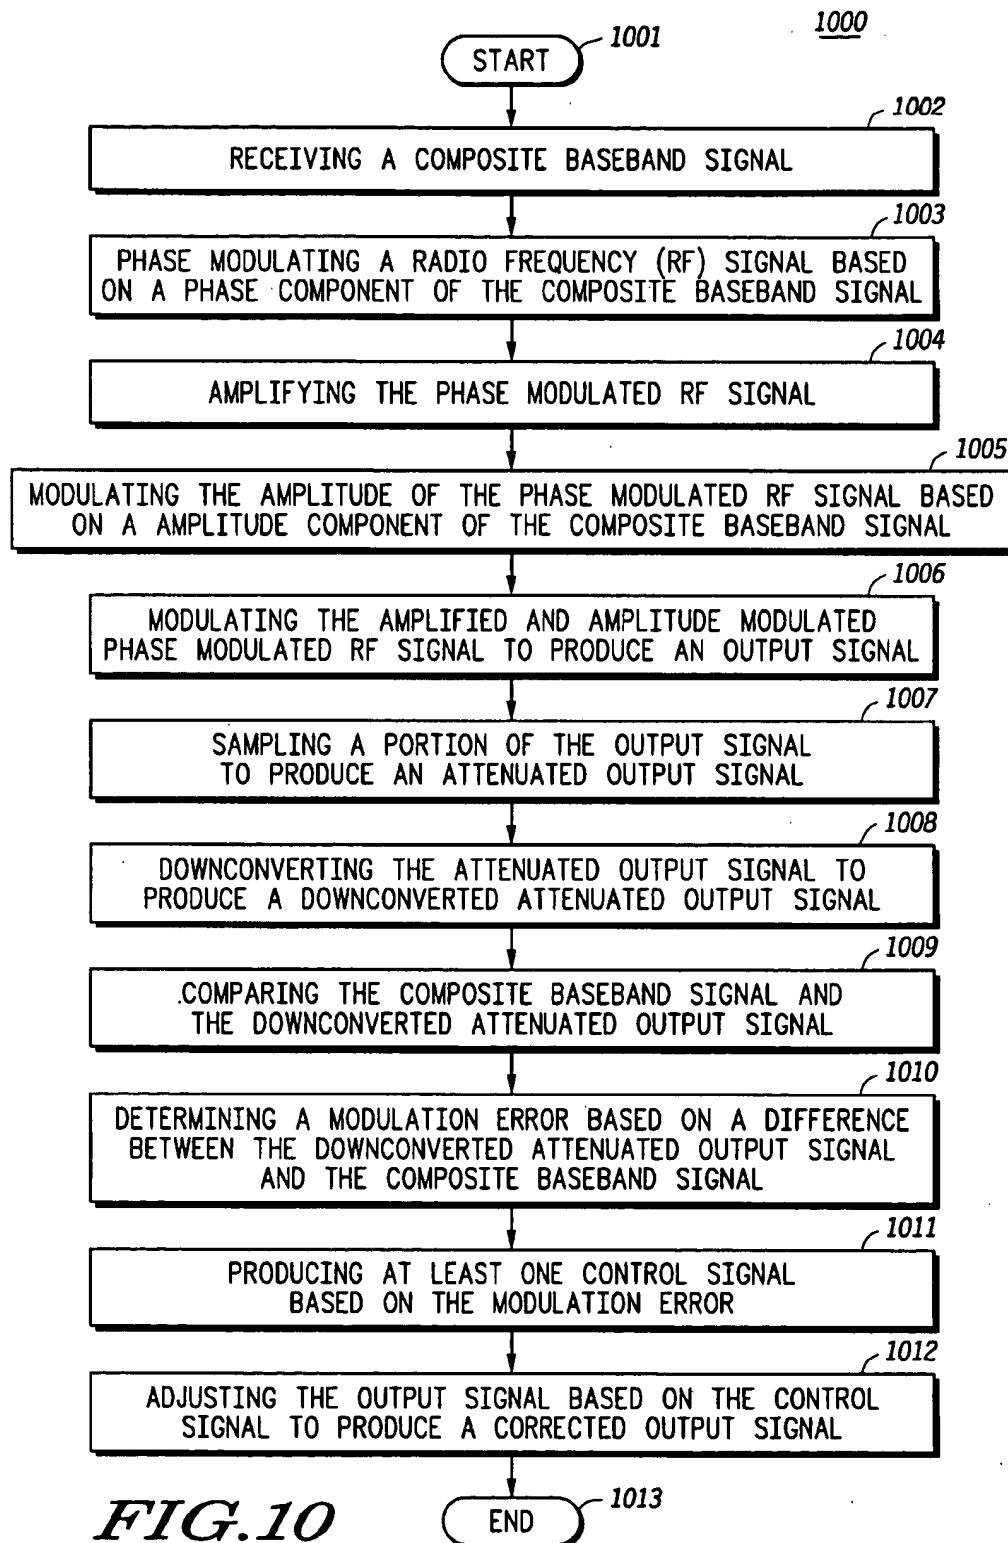 1000
START
1001
1002
RECEIVING A COMPOSITE BASEBAND SIGNAL
1003
PHASE MODULATING A RADIO FREQUENCY (RF) SIGNAL BASED
ON A PHASE COMPONENT OF THE COMPOSITE BASEBAND SIGNAL
1004
AMPLIFYING THE PHASE MODULATED RF SIGNAL
1005
MODULATING THE AMPLITUDE OF THE PHASE MODULATED RF SIGNAL BASED
ON A AMPLITUDE COMPONENT OF THE COMPOSITE BASEBAND SIGNAL
1006
MODULATING THE AMPLIFIED AND AMPLITUDE MODULATED
PHASE MODULATED RF SIGNAL TO PRODUCE AN OUTPUT SIGNAL
1007
SAMPLING A PORTION OF THE OUTPUT SIGNAL
TO PRODUCE AN ATTENUATED OUTPUT SIGNAL
1008
DOWNCONVERTING THE ATTENUATED OUTPUT SIGNAL TO
PRODUCE A DOWNCONVERTED ATTENUATED OUTPUT SIGNAL
1009
COMPARING THE COMPOSITE BASEBAND SIGNAL AND
THE DOWNCONVERTED ATTENUATED OUTPUT SIGNAL
1010
DETERMINING A MODULATION ERROR BASED ON A DIFFERENCE
BETWEEN THE DOWNCONVERTED ATTENUATED OUTPUT SIGNAL
AND THE COMPOSITE BASEBAND SIGNAL
1011
PRODUCING AT LEAST ONE CONTROL SIGNAL
BASED ON THE MODULATION ERROR
1012
ADJUSTING THE OUTPUT SIGNAL BASED ON THE CONTROL
SIGNAL TO PRODUCE A CORRECTED OUTPUT SIGNAL
END
1013
FIG.10